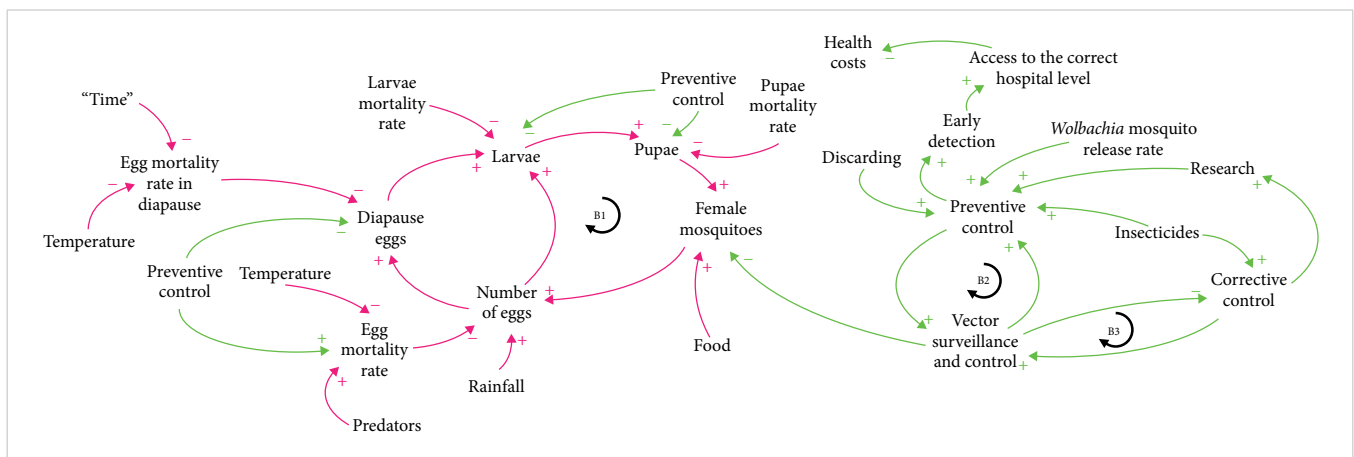 Health
costs
Access to the correct
hospital level
“Time”
Larvae
mortality
rate
Preventive
control
Pupae
mortality
rate
Early
detection
Wolbachia mosquito
release rate
Egg mortality
rate in
diapause
Larvae
Pupae
Discarding
Research
Temperature
Diapause
eggs
B1
Female
mosquitoes
Preventive
control
Insecticides
Preventive
control
Temperature
Number
of eggs
B2
Corrective
control
Egg
mortality
rate
Food
Vector
surveillance
and control
B3
Rainfall
Predators